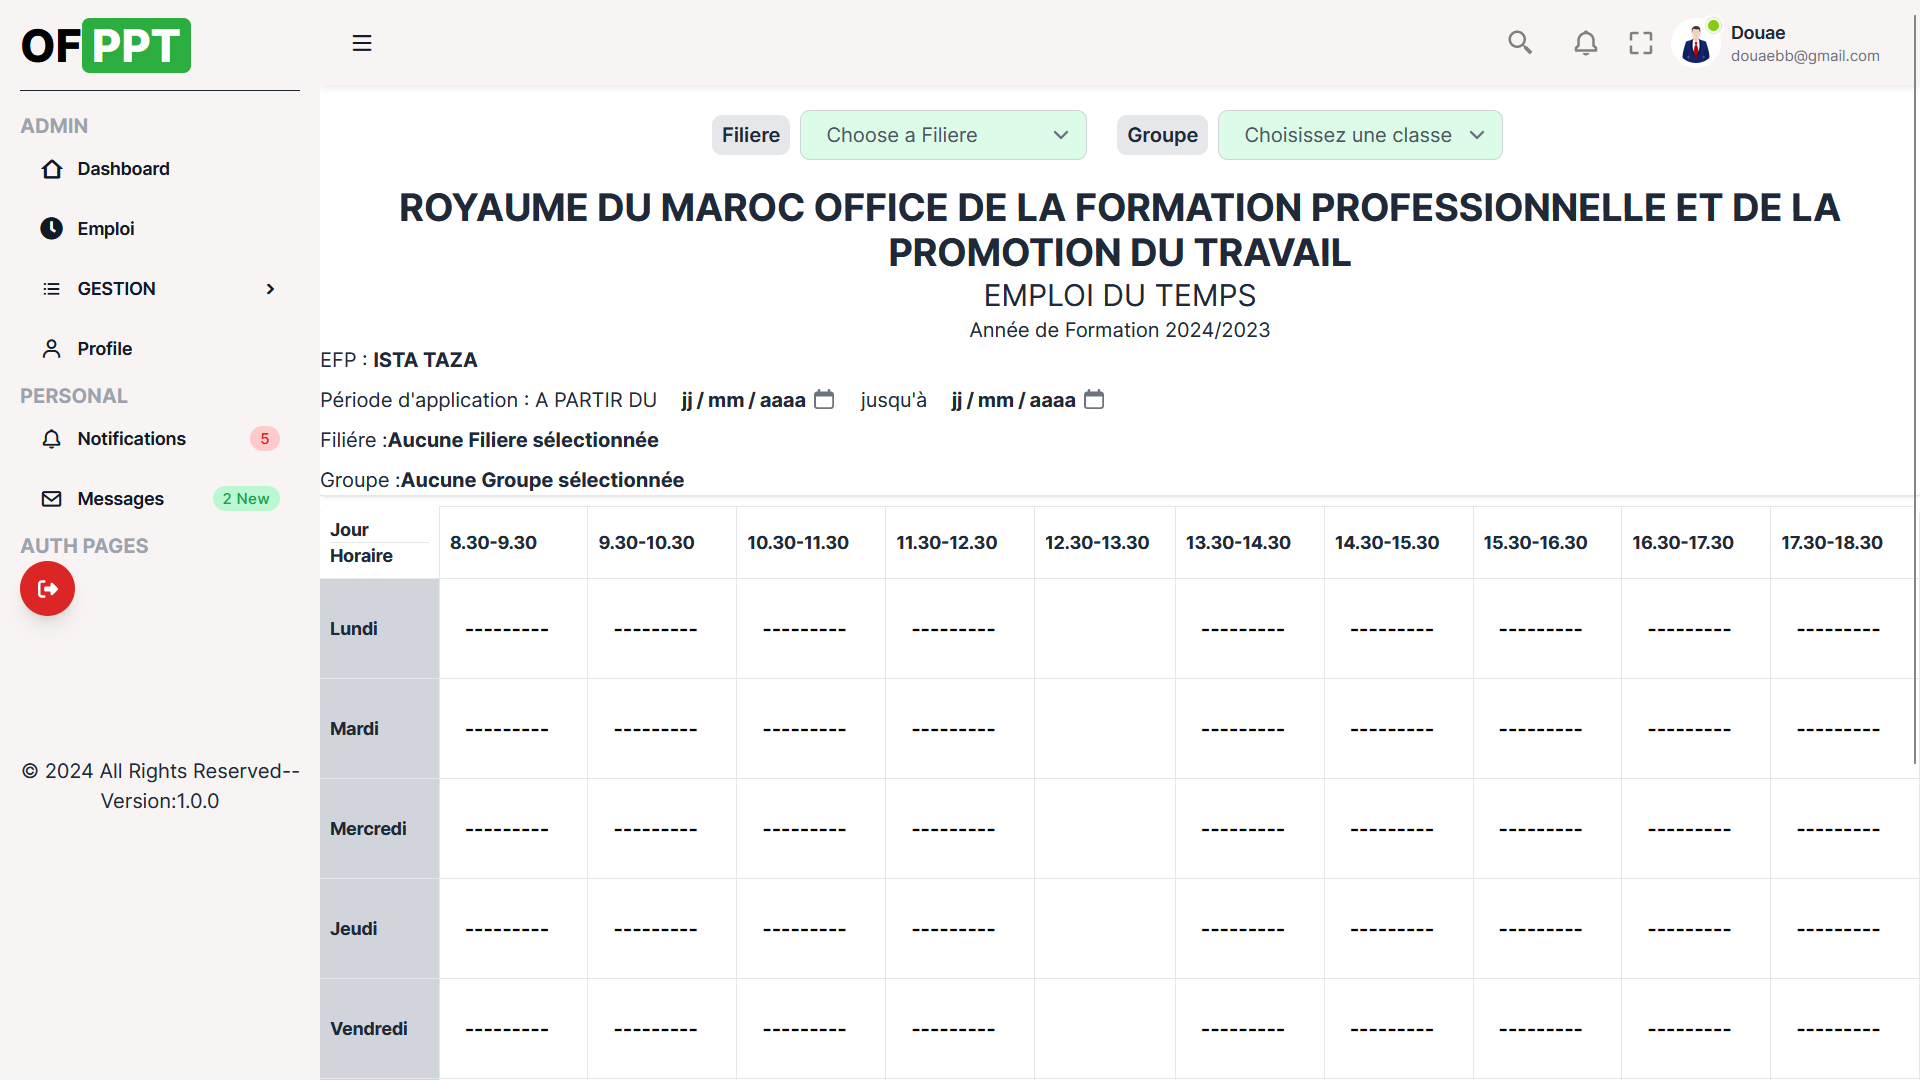 OFPPT
ADMIN
Dashboard
Emploi
GESTION
Profile
PERSONAL
Notifications 5
Messages 2 New
AUTH PAGES
© 2024 All Rights Reserved--
Version:1.0.0
Douae
douaebb@gmail.com
Filiere Choose a Filiere Groupe Choisissez une classe
ROYAUME DU MAROC OFFICE DE LA FORMATION PROFESSIONNELLE ET DE LA
PROMOTION DU TRAVAIL
EMPLOI DU TEMPS
Année de Formation 2024/2023
EFP : ISTA TAZA
Période d'application : A PARTIR DU jj/mm/aaaa jusqu'à jj/mm/aaaa
Filiére :Aucune Filiere sélectionnée
Groupe :Aucune Groupe sélectionnée
Jour
Horaire
8.30-9.30 9.30-10.30 10.30-11.30 11.30-12.30 12.30-13.30 13.30-14.30 14.30-15.30 15.30-16.30 16.30-17.30 17.30-18.30
Lundi --------- --------- --------- --------- --------- --------- --------- --------- ---------
Mardi --------- --------- --------- --------- --------- --------- --------- --------- ---------
Mercredi --------- --------- --------- --------- --------- --------- --------- --------- ---------
Jeudi --------- --------- --------- --------- --------- --------- --------- --------- ---------
Vendredi --------- --------- --------- --------- --------- --------- --------- --------- ---------